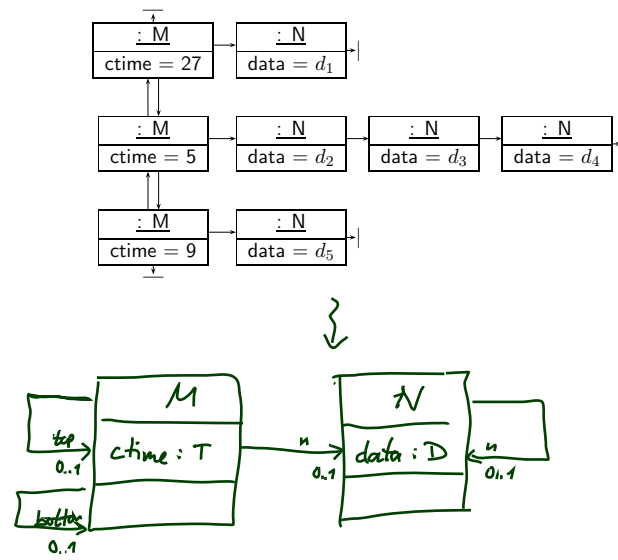 : M
: N
ctime = 27
data = d₁
: M
: N
: N
: N
ctime = 5
data = d₂
data = d₃
data = d₄
: M
: N
ctime = 9
data = d₅
M
N
top
0..1
ctime : T
n
0..1
data : D
n
0..1
bottom
0..1